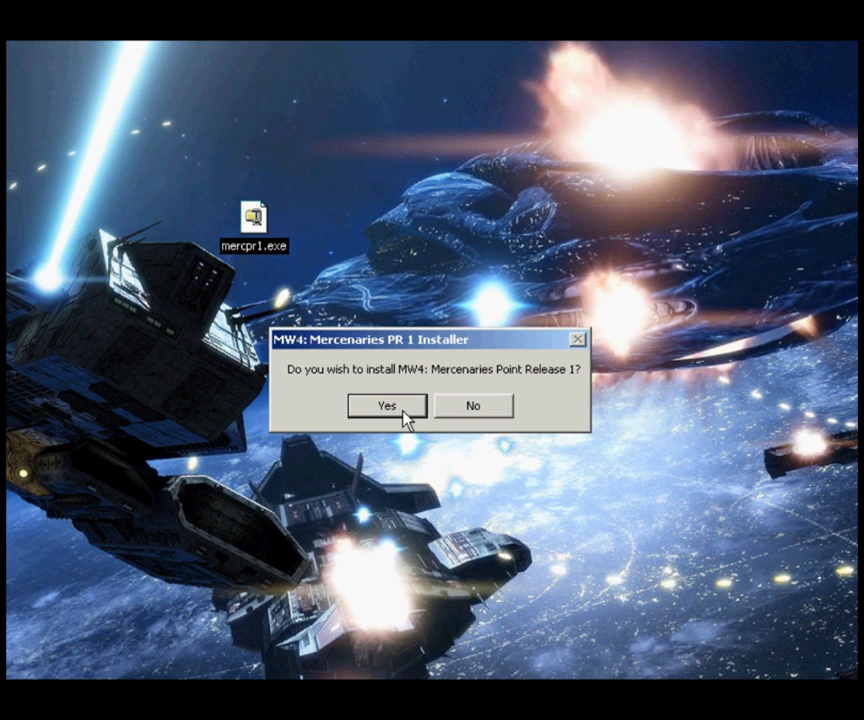 mercpr1.exe
MW4: Mercenaries PR 1 Installer
Do you wish to install MW4: Mercenaries Point Release 1?
Yes No